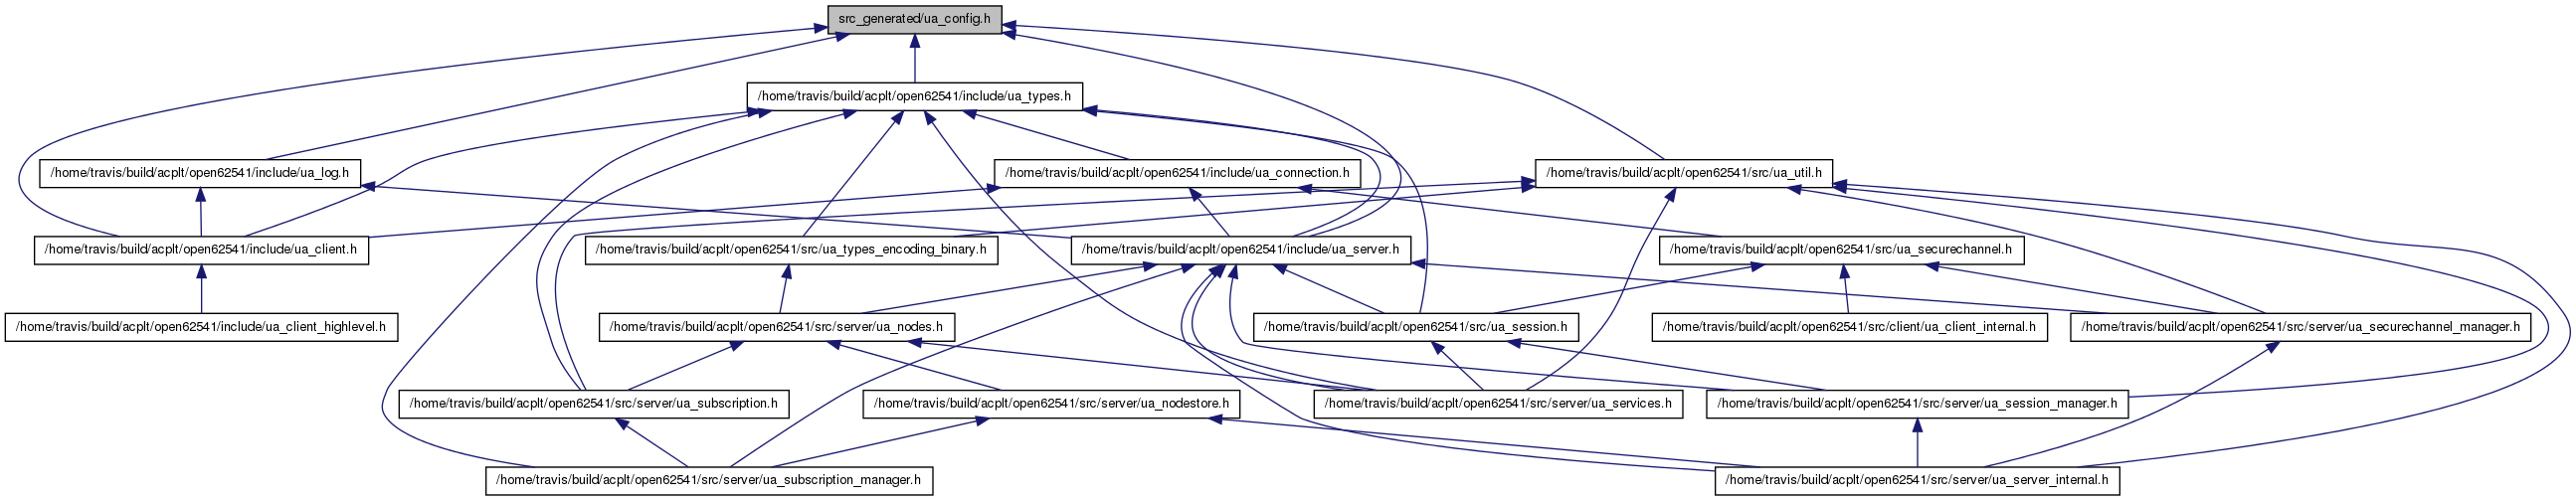 src_generated/ua_config.h
/home/travis/build/acplt/open62541/include/ua_types.h
/home/travis/build/acplt/open62541/include/ua_log.h
/home/travis/build/acplt/open62541/include/ua_connection.h
/home/travis/build/acplt/open62541/src/ua_util.h
/home/travis/build/acplt/open62541/include/ua_client.h
/home/travis/build/acplt/open62541/src/ua_types_encoding_binary.h
/home/travis/build/acplt/open62541/include/ua_server.h
/home/travis/build/acplt/open62541/src/ua_securechannel.h
/home/travis/build/acplt/open62541/include/ua_client_highlevel.h
/home/travis/build/acplt/open62541/src/server/ua_nodes.h
/home/travis/build/acplt/open62541/src/ua_session.h
/home/travis/build/acplt/open62541/src/client/ua_client_internal.h
/home/travis/build/acplt/open62541/src/server/ua_securechannel_manager.h
/home/travis/build/acplt/open62541/src/server/ua_subscription.h
/home/travis/build/acplt/open62541/src/server/ua_nodestore.h
/home/travis/build/acplt/open62541/src/server/ua_services.h
/home/travis/build/acplt/open62541/src/server/ua_session_manager.h
/home/travis/build/acplt/open62541/src/server/ua_subscription_manager.h
/home/travis/build/acplt/open62541/src/server/ua_server_internal.h